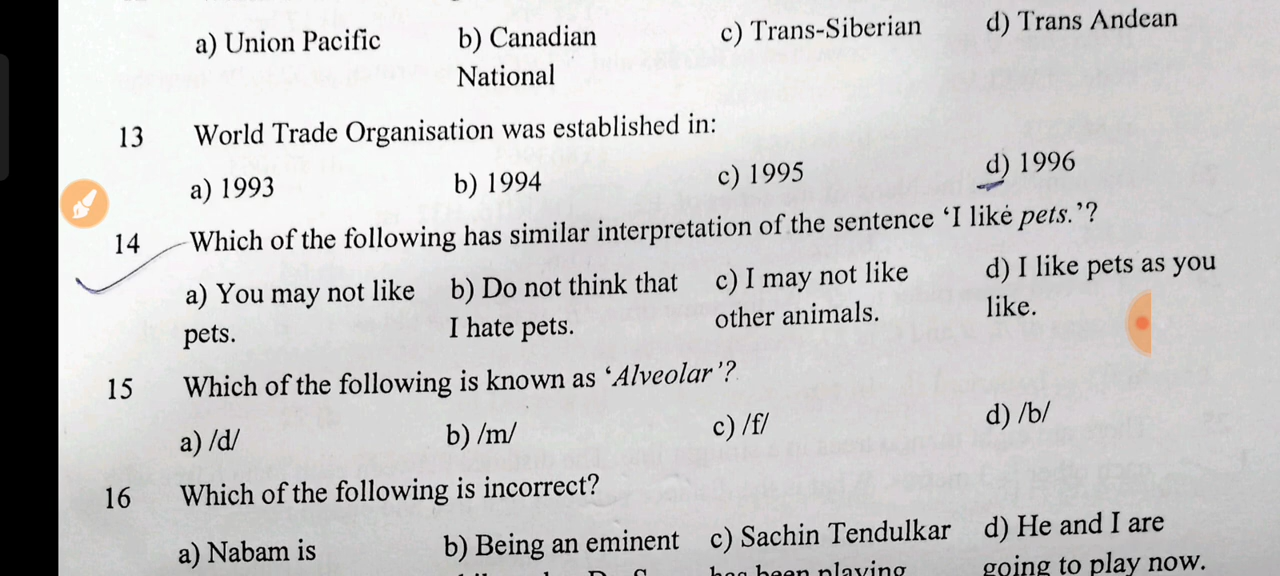 a) Union Pacific b) Canadian c) Trans-Siberian d) Trans Andean
National
13 World Trade Organisation was established in:
a) 1993 b) 1994 c) 1995 d) 1996
14 Which of the following has similar interpretation of the sentence ‘I like pets.’?
a) You may not like b) Do not think that c) I may not like d) I like pets as you
pets. I hate pets. other animals. like.
15 Which of the following is known as ‘Alveolar’?
a) /d/ b) /m/ c) /f/ d) /b/
16 Which of the following is incorrect?
a) Nabam is b) Being an eminent c) Sachin Tendulkar d) He and I are
has been playing going to play now.